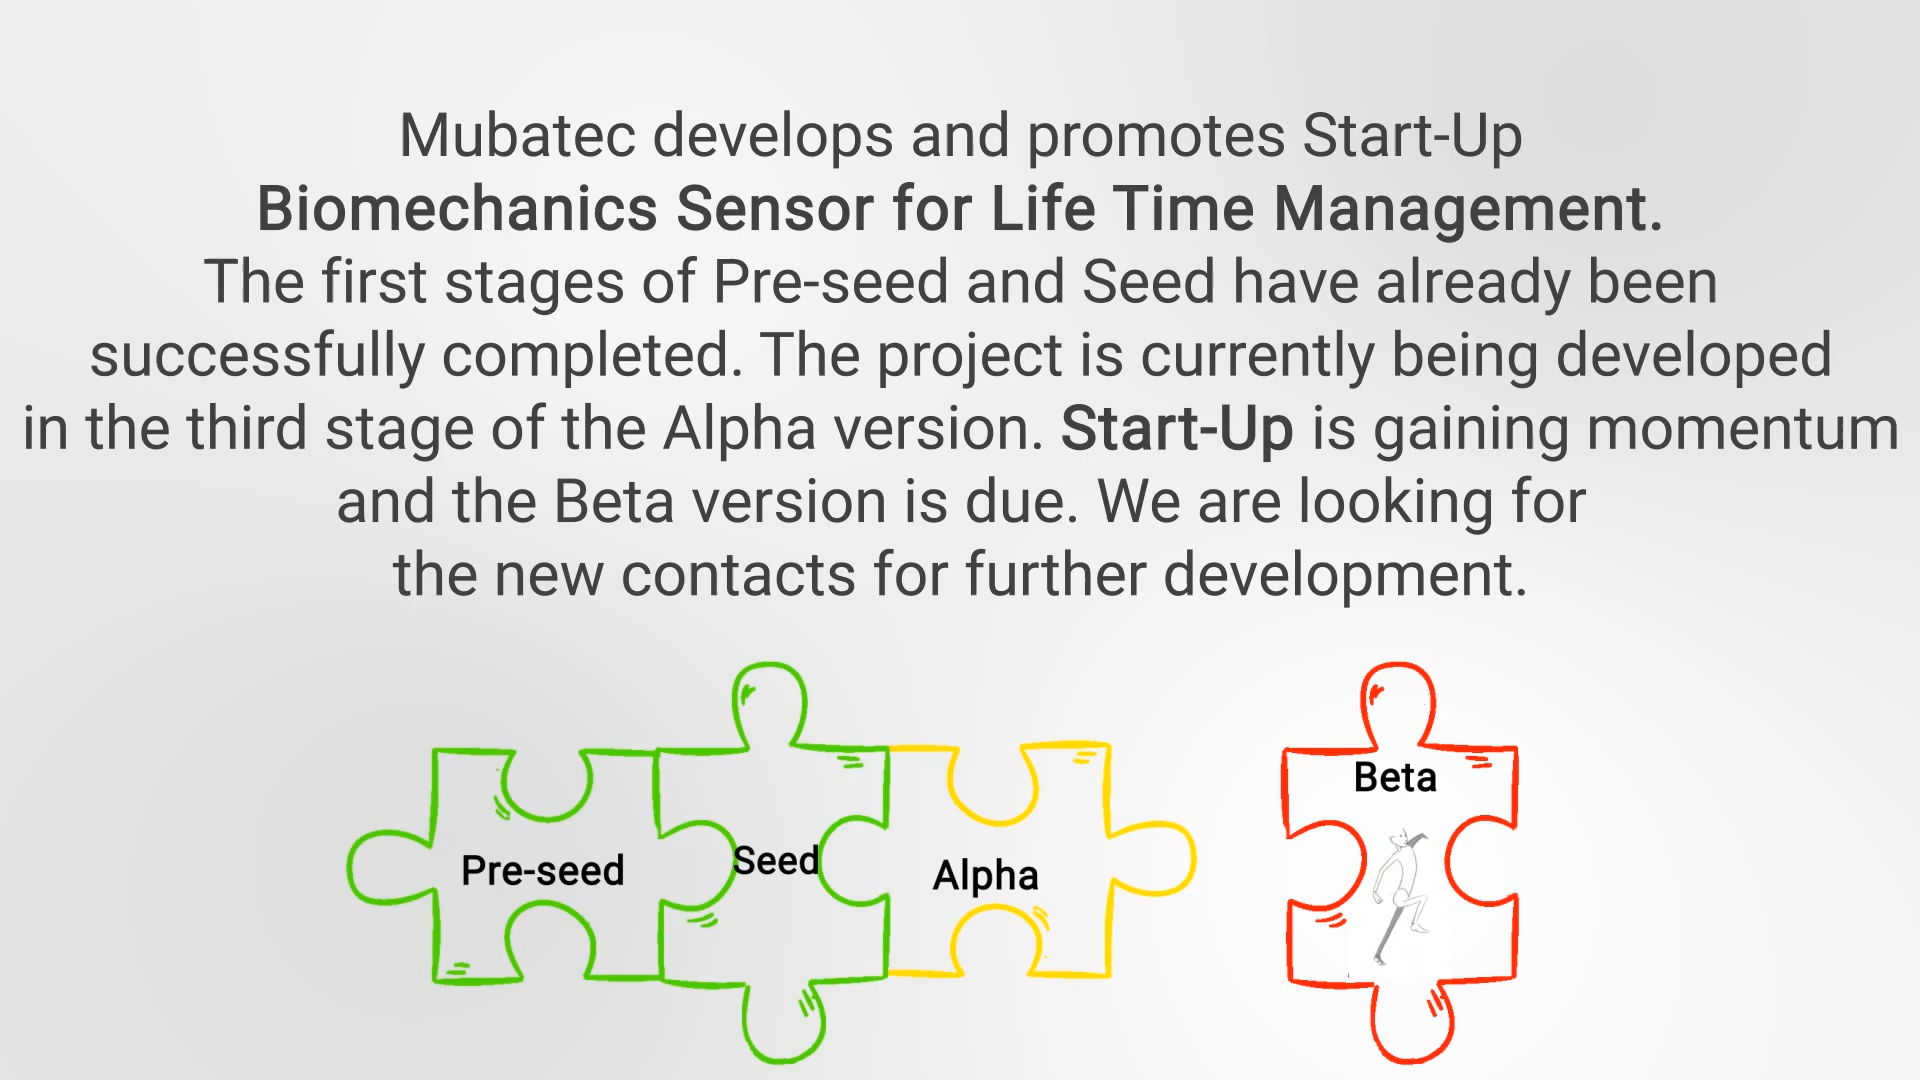 Mubatec develops and promotes Start-Up
Biomechanics Sensor for Life Time Management.
The first stages of Pre-seed and Seed have already been
successfully completed. The project is currently being developed
in the third stage of the Alpha version. Start-Up is gaining momentum
and the Beta version is due. We are looking for
the new contacts for further development.
Pre-seed
Seed
Alpha
Beta